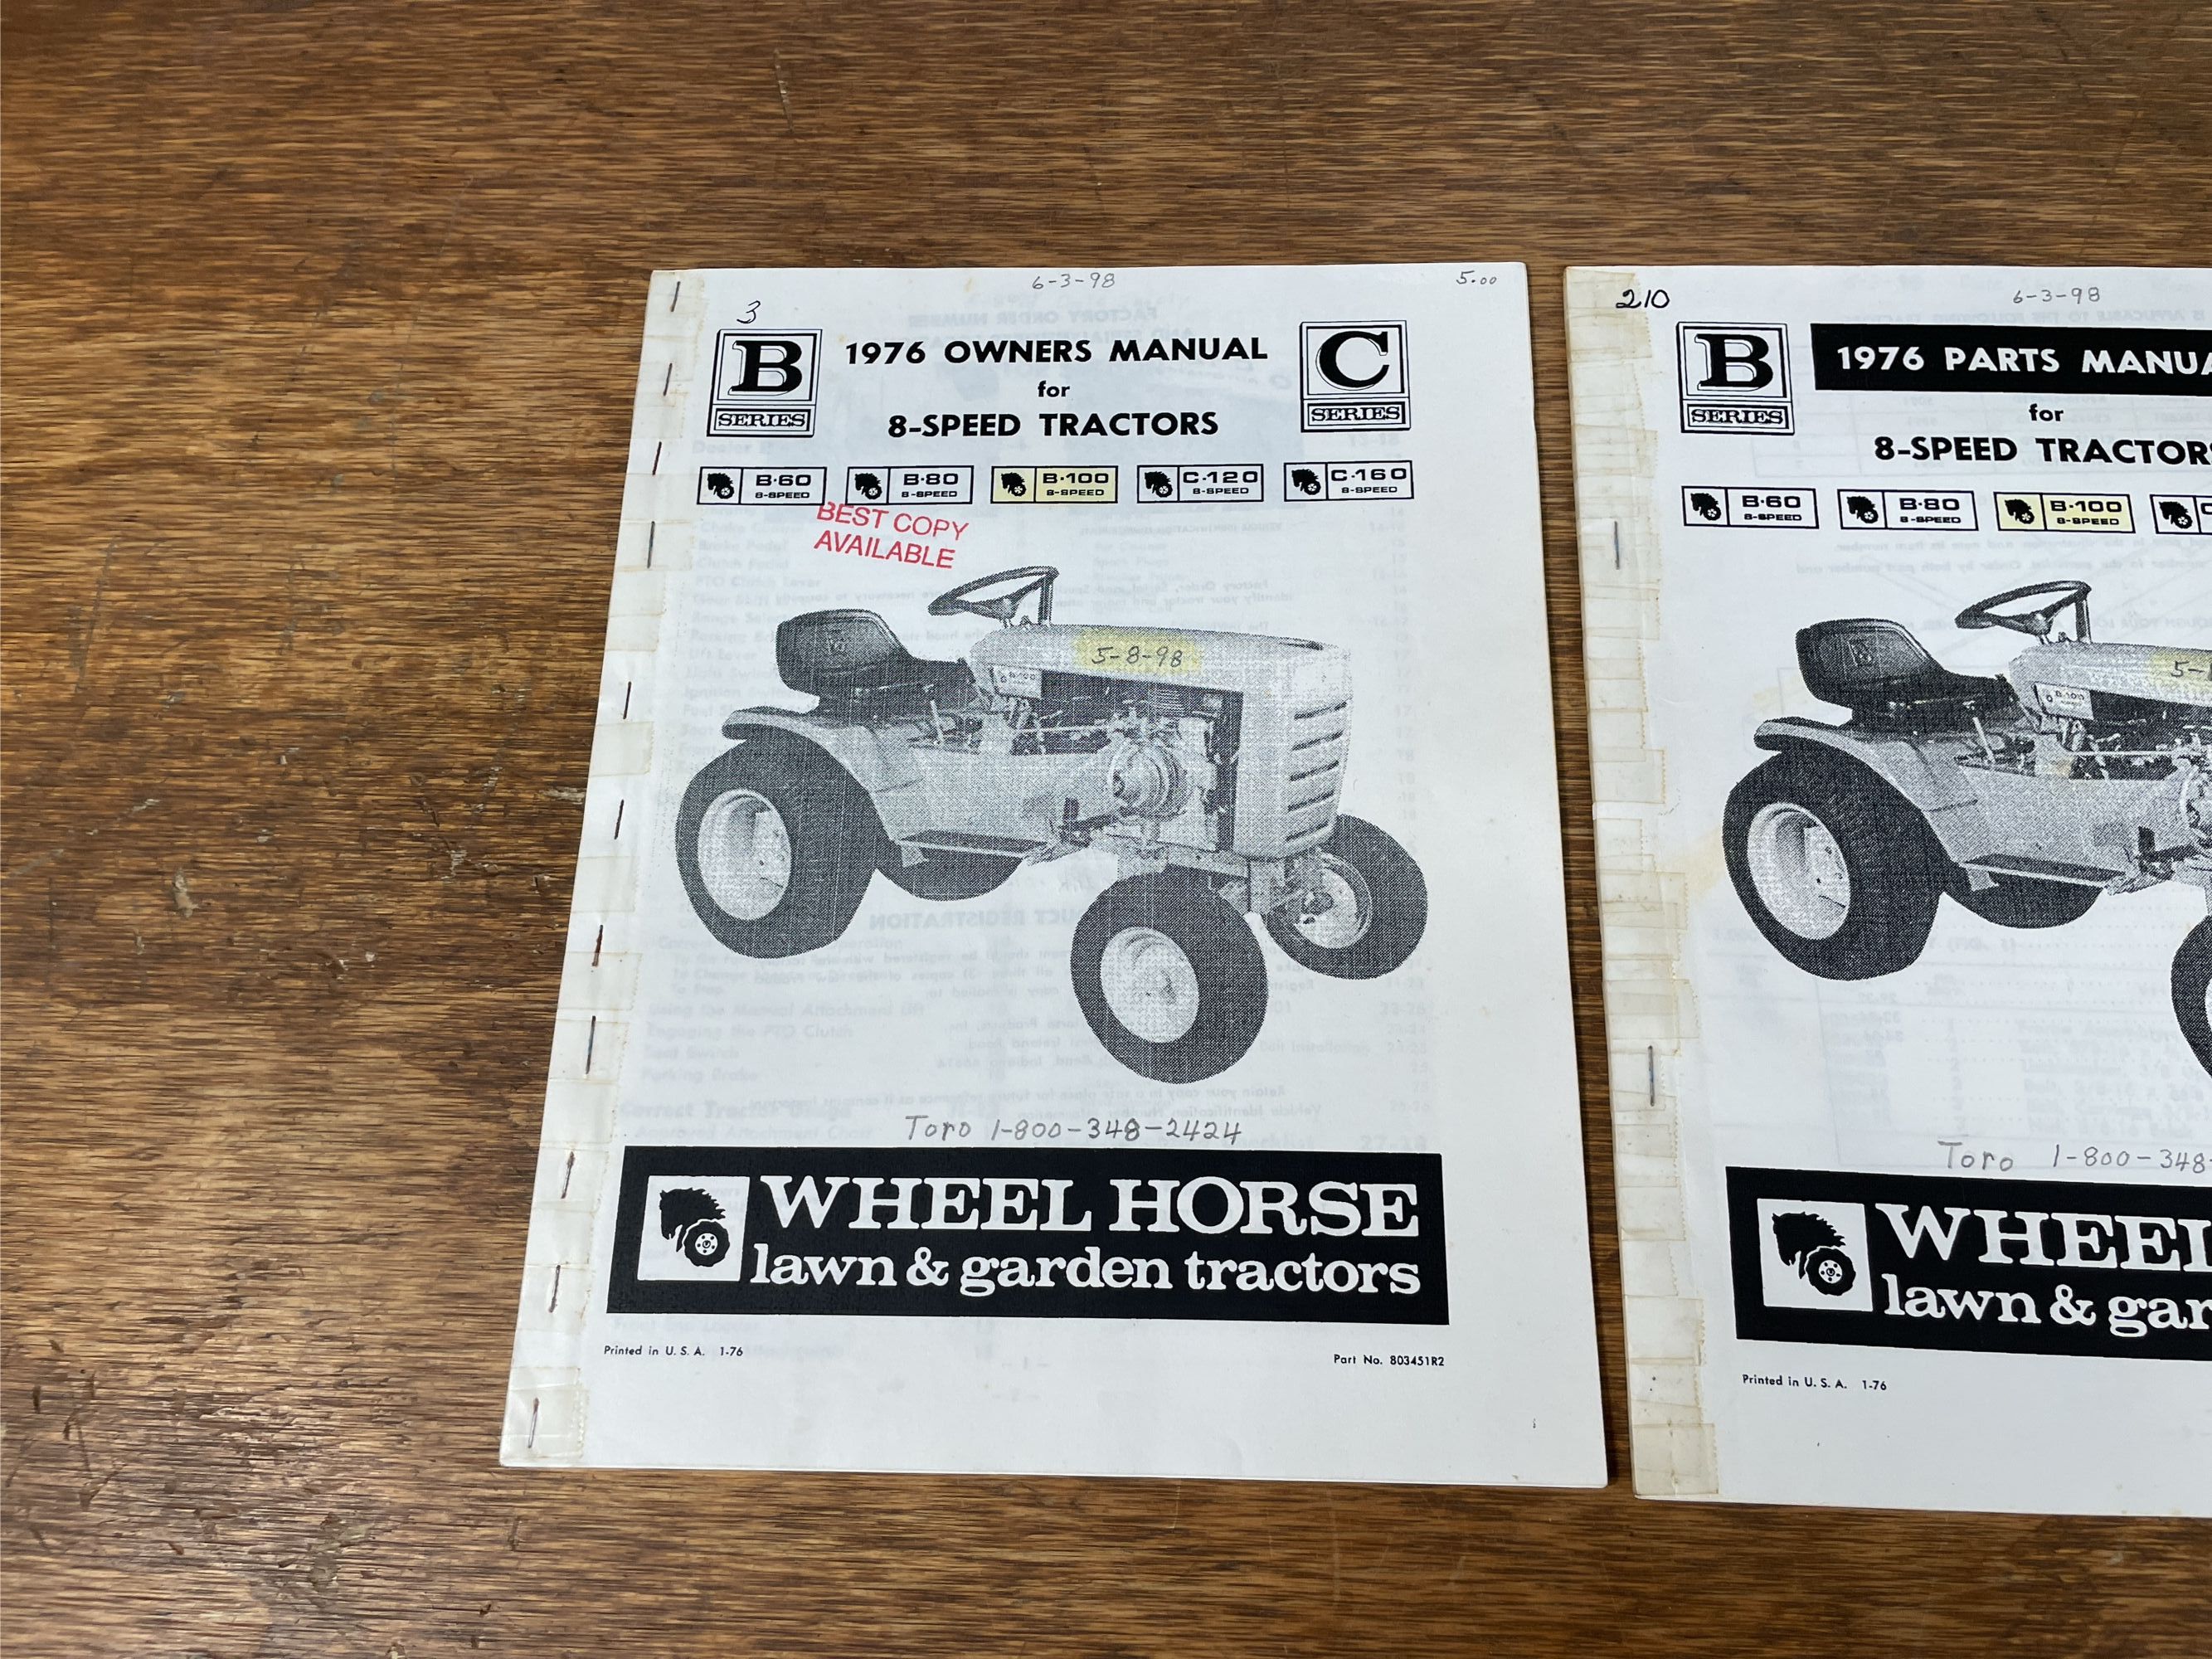 6-3-98
5.00
3
B
SERIES
1976 OWNERS MANUAL
for
8-SPEED TRACTORS
C
SERIES
B·60
8-SPEED
B·80
8-SPEED
B·100
8-SPEED
C·120
8-SPEED
C·160
8-SPEED
BEST COPY
AVAILABLE
5-8-98
B·100
Toro 1-800-348-2424
WHEEL HORSE
lawn & garden tractors
Printed in U. S. A. 1-76
Part No. 803451R2
210
6-3-98
B
SERIES
1976 PARTS MANUA
for
8-SPEED TRACTOR
B·60
8-SPEED
B·80
8-SPEED
B·100
8-SPEED
5-
B·100
Toro 1-800-348-
WHEEL
lawn & gar
Printed in U. S. A. 1-76